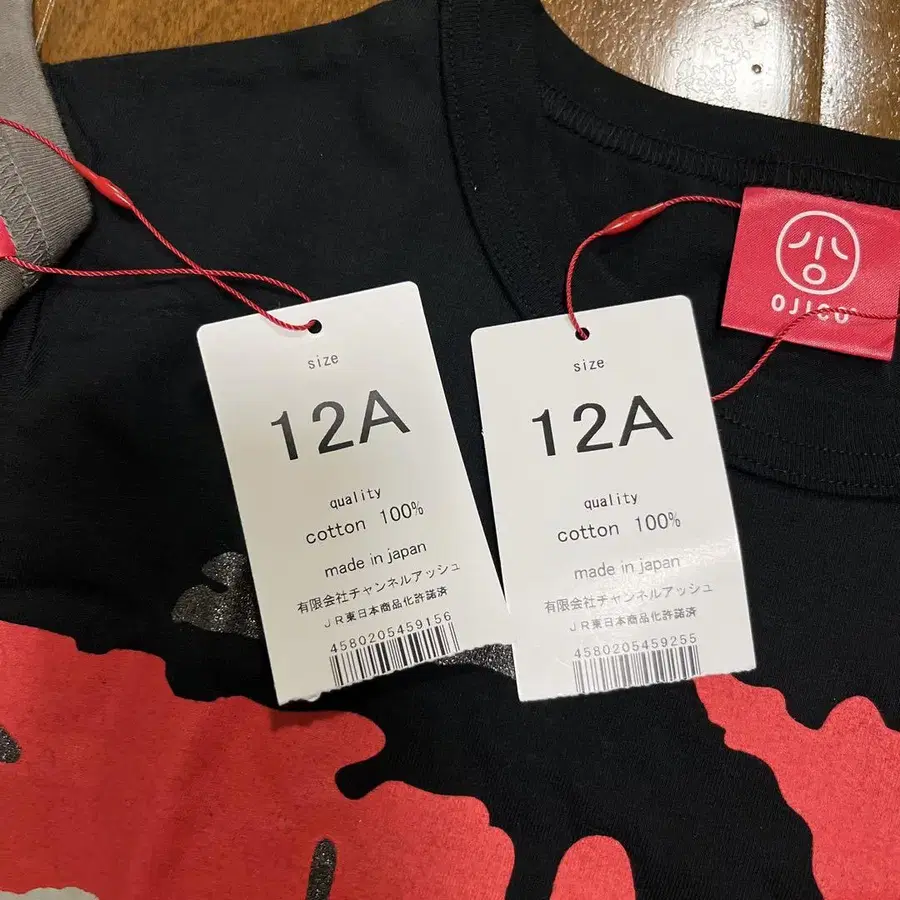 size
12A
quality
cotton 100%
made in japan
有限会社チャンネルアッシュ
JR東日本商品化許諾済
4580205459156
size
12A
quality
cotton 100%
made in japan
有限会社チャンネルアッシュ
JR東日本商品化許諾済
4580205459255
OJICO